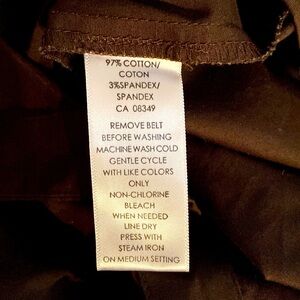 97% COTTON/
COTON
3%SPANDEX/
SPANDEX
CA 08349
REMOVE BELT
BEFORE WASHING
MACHINE WASH COLD
GENTLE CYCLE
WITH LIKE COLORS
ONLY
NON-CHLORINE
BLEACH
WHEN NEEDED
LINE DRY
PRESS WITH
STEAM IRON
ON MEDIUM SETTING